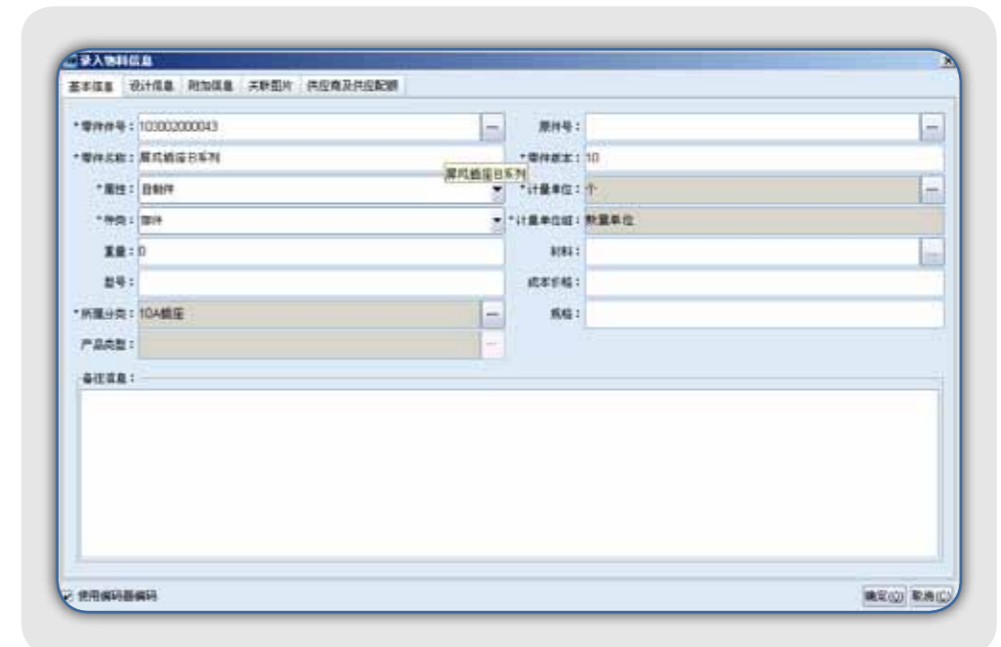 录入物料信息
基本信息 设计信息 附加信息 关联图片 供应商及供应配额
*零件件号: 103002000043
原件号:
*零件名称: 屏风插座B系列
*零件版本: 10
屏风插座B系列
*属性: 自制件
*计量单位: 个
*种类: 零件
*计量单位组: 数量单位
重量: 0
材料:
型号:
成本价格:
*所属分类: 10A插座
规格:
产品类型:
备注信息:
使用编码器编码
确定(O) 取消(C)